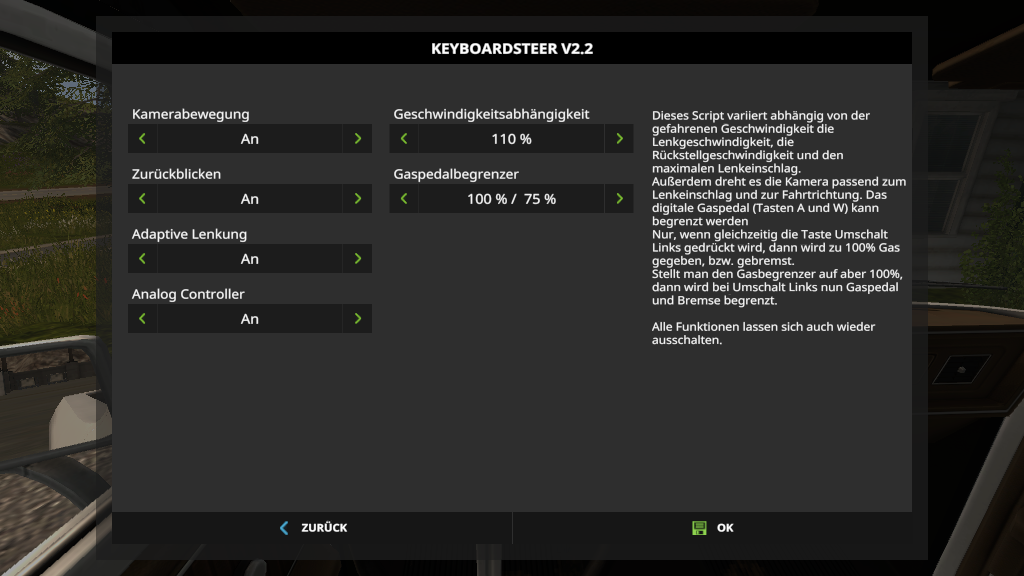 KEYBOARDSTEER V2.2
Kamerabewegung
An
Zurückblicken
An
Adaptive Lenkung
An
Analog Controller
An
Geschwindigkeitsabhängigkeit
110 %
Gaspedalbegrenzer
100 % / 75 %
Dieses Script variiert abhängig von der
gefahrenen Geschwindigkeit die
Lenkgeschwindigkeit, die
Rückstellgeschwindigkeit und den
maximalen Lenkeinschlag.
Außerdem dreht es die Kamera passend zum
Lenkeinschlag und zur Fahrtrichtung. Das
digitale Gaspedal (Tasten A und W) kann
begrenzt werden
Nur, wenn gleichzeitig die Taste Umschalt
Links gedrückt wird, dann wird zu 100% Gas
gegeben, bzw. gebremst.
Stellt man den Gasbegrenzer auf aber 100%,
dann wird bei Umschalt Links nun Gaspedal
und Bremse begrenzt.
Alle Funktionen lassen sich auch wieder
ausschalten.
ZURÜCK
OK